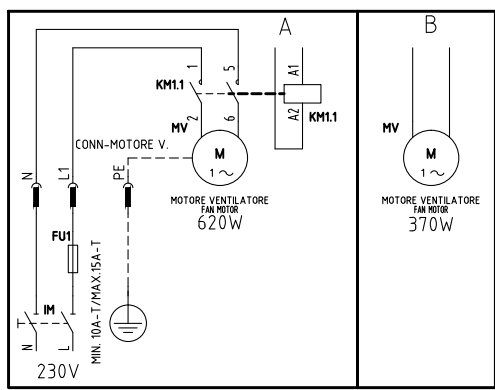 A
B
1
5
A1
KM1.1
2
6
A2
KM1.1
MV
MV
CONN-MOTORE V.
M
1~
M
1~
N
L1
PE
MOTORE VENTILATORE
FAN MOTOR
620W
MOTORE VENTILATORE
FAN MOTOR
370W
FU1
MIN. 10A-T/MAX.15A-T
IM
N
L
230V